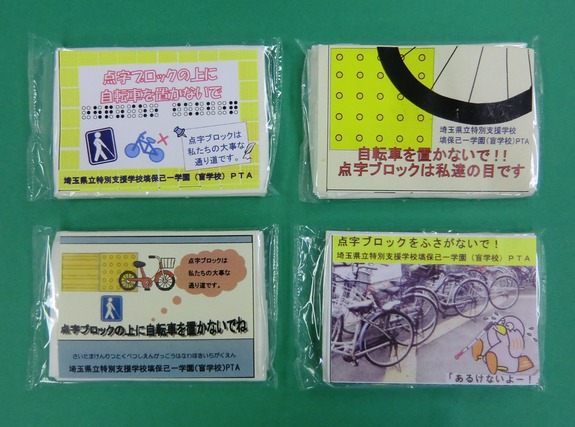 点字ブロックの上に
自転車を置かないで
点字ブロックは
私たちの大事な
通り道です。
埼玉県立特別支援学校塙保己一学園(盲学校)PTA
埼玉県立特別支援学校
塙保己一学園(盲学校)PTA
自転車を置かないで!!
点字ブロックは私達の目です
点字ブロックは
私たちの大事な
通り道です。
点字ブロックの上に自転車を置かないでね
さいたまけんりつとくべつしえんがっこうはなわほきいちがくえん
埼玉県立特別支援学校塙保己一学園(盲学校)PTA
点字ブロックをふさがないで!
埼玉県立特別支援学校塙保己一学園(盲学校)PTA
「あるけないよー!